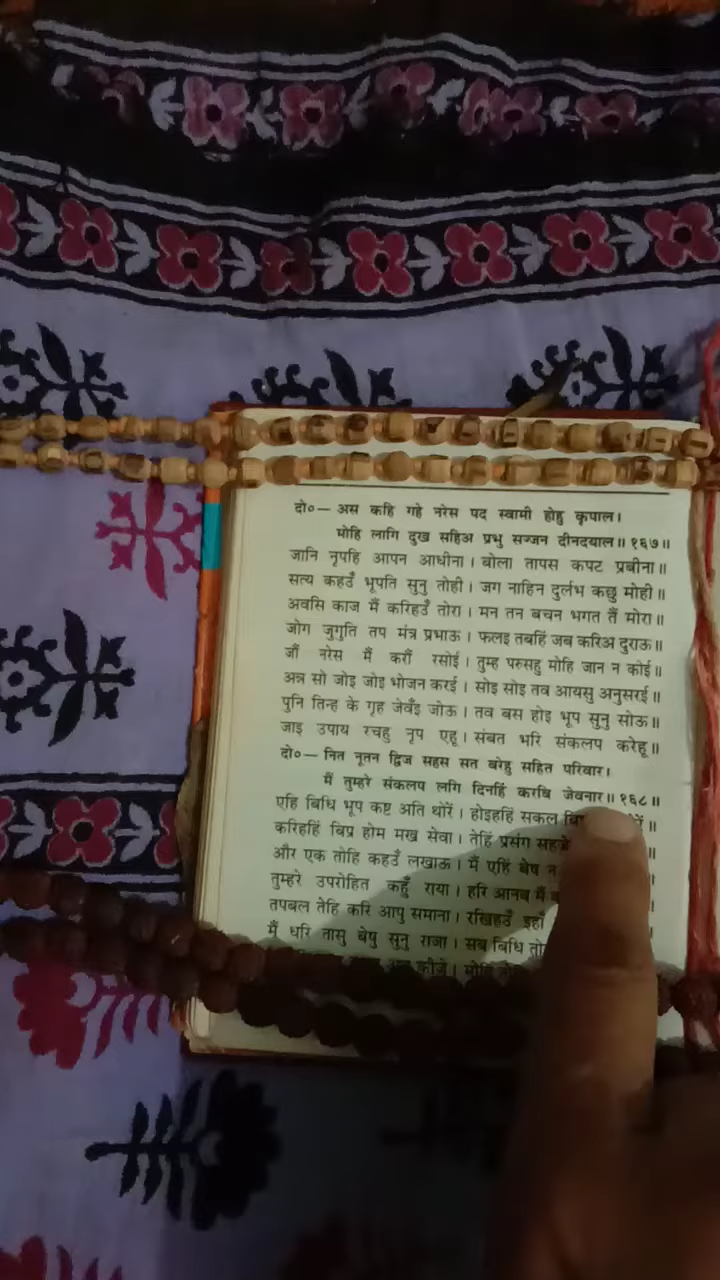 दो०— अस कहि गहे नरेस पद स्वामी होहु कृपाल।
मोहि लागि दुख सहिअ प्रभु सज्जन दीनदयाल॥ १६७॥
जानि नृपहि आपन आधीना। बोला तापस कपट प्रबीना॥
सत्य कहउँ भूपति सुनु तोही। जग नाहिन दुर्लभ कछु मोही॥
अवसि काज मैं करिहउँ तोरा। मन तन बचन भगत तैं मोरा॥
जोग जुगुति तप मंत्र प्रभाऊ। फलइ तबहिं जब करिअ दुराऊ॥
जौं नरेस मैं करौं रसोई। तुम्ह परुसहु मोहि जान न कोई॥
अन्न सो जोइ जोइ भोजन करई। सोइ सोइ तव आयसु अनुसरई॥
पुनि तिन्ह के गृह जेवँइ जोऊ। तव बस होइ भूप सुनु सोऊ॥
जाइ उपाय रचहु नृप एहू। संबत भरि संकलप करेहू॥
दो०— नित नूतन द्विज सहस सत बरेहु सहित परिवार।
मैं तुम्हरे संकलप लगि दिनहिं करबि जेवनार॥ १६८॥
एहि बिधि भूप कष्ट अति थोरें। होइहहिं सकल
करिहहिं बिप्र होम मख सेवा। तेहिं प्रसंग
और एक तोहि कहउँ लखाऊ। मैं एहिं बेष न
तुम्हरे उपरोहित कहुँ राया। हरि आनब मैं
तपबल तेहि करि आपु समाना। रखिहउँ इहाँ
मैं धरि तासु बेषु सुनु राजा। सब बिधि
कीजे।